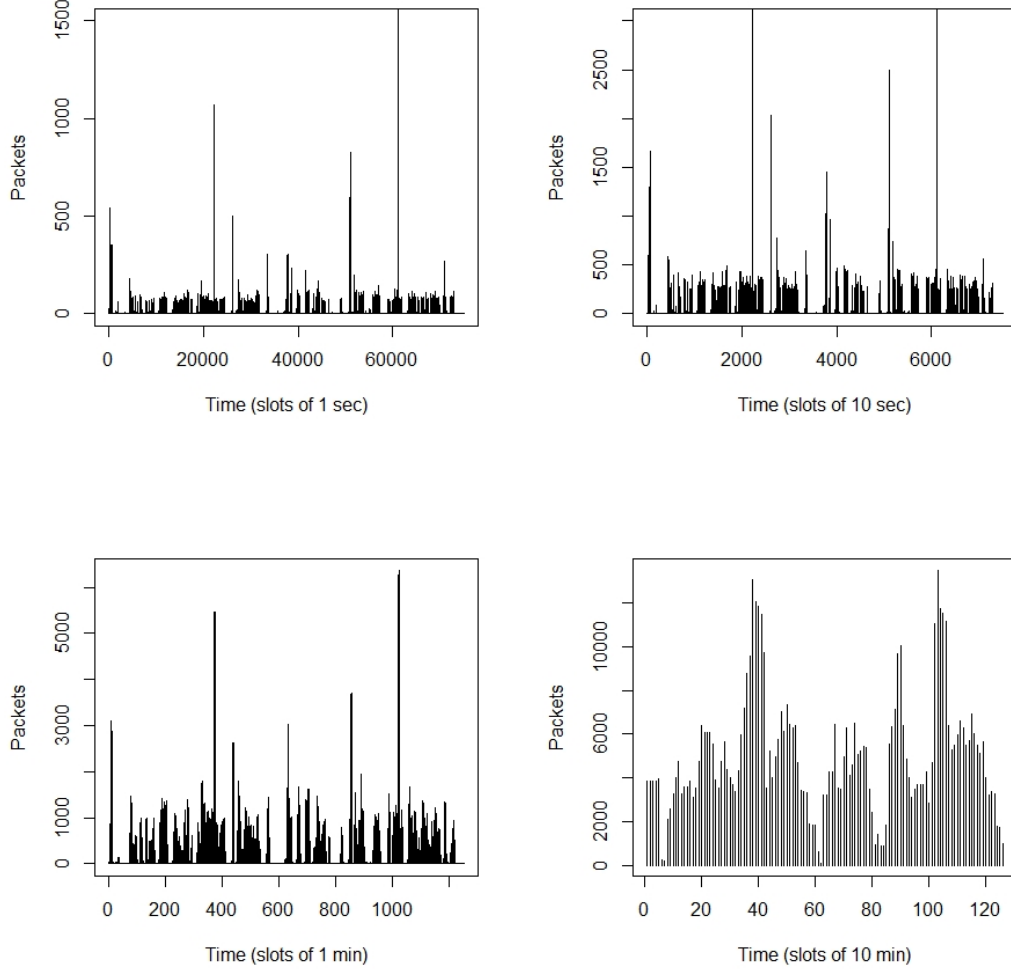 Packets
1500
1000
500
0
0 20000 40000 60000
Time (slots of 1 sec)
Packets
2500
1500
500
0
0 2000 4000 6000
Time (slots of 10 sec)
Packets
5000
3000
1000
0
0 200 400 600 800 1000
Time (slots of 1 min)
Packets
10000
6000
2000
0
0 20 40 60 80 100 120
Time (slots of 10 min)